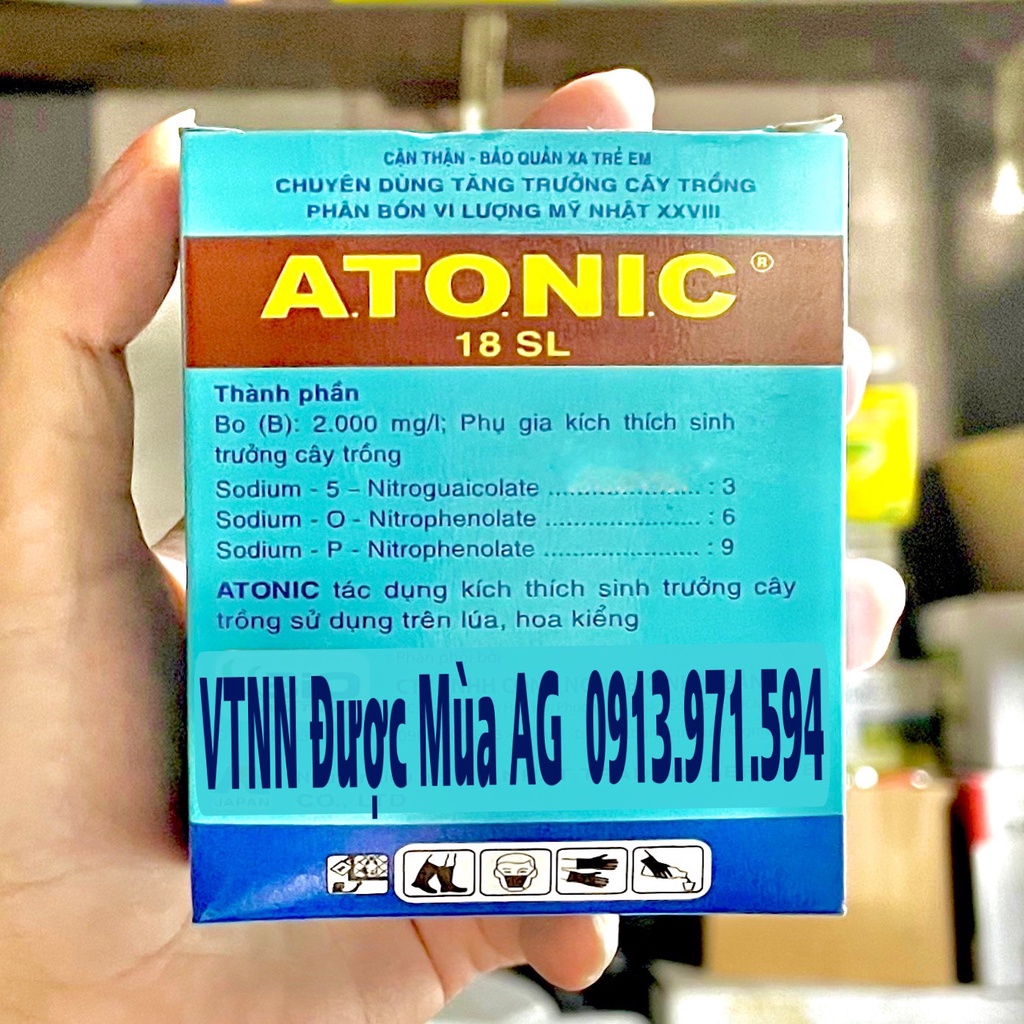 CẨN THẬN - BẢO QUẢN XA TRẺ EM
CHUYÊN DÙNG TĂNG TRƯỞNG CÂY TRỒNG
PHÂN BÓN VI LƯỢNG MỸ NHẬT XXVIII
A.T.O.N.I.C®
18 SL
Thành phần
Bo (B): 2.000 mg/l; Phụ gia kích thích sinh
trưởng cây trồng
Sodium - 5 - Nitroguaicolate ...................... : 3
Sodium - O - Nitrophenolate ...................... : 6
Sodium - P - Nitrophenolate ...................... : 9
ATONIC tác dụng kích thích sinh trưởng cây
trồng sử dụng trên lúa, hoa kiểng
VTNN Được Mùa AG 0913.971.594
JAPAN CO., LTD